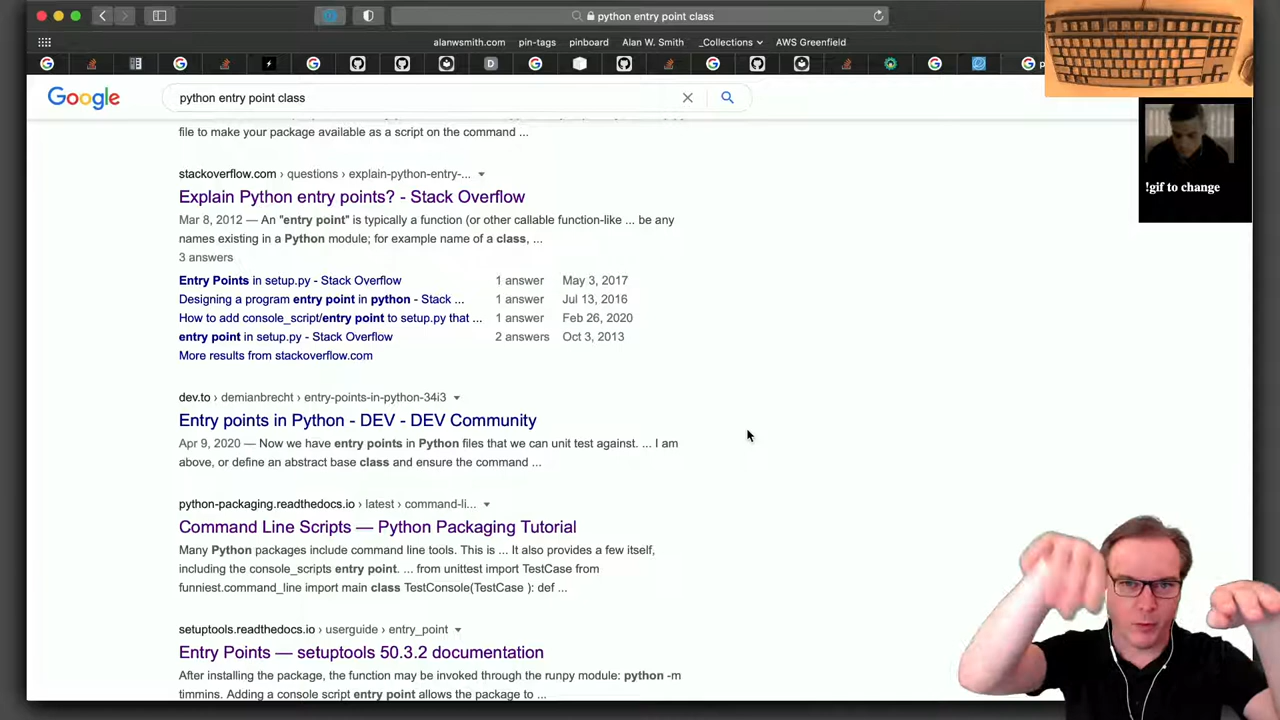 python entry point class
alanwsmith.com pin-tags pinboard Alan W. Smith _Collections AWS Greenfield
Google
python entry point class
file to make your package available as a script on the command ...
stackoverflow.com › questions › explain-python-entry-...
Explain Python entry points? - Stack Overflow
Mar 8, 2012 — An "entry point" is typically a function (or other callable function-like ... be any
names existing in a Python module; for example name of a class, ...
3 answers
Entry Points in setup.py - Stack Overflow 1 answer May 3, 2017
Designing a program entry point in python - Stack ... 1 answer Jul 13, 2016
How to add console_script/entry point to setup.py that ... 1 answer Feb 26, 2020
entry point in setup.py - Stack Overflow 2 answers Oct 3, 2013
More results from stackoverflow.com
dev.to › demianbrecht › entry-points-in-python-34i3
Entry points in Python - DEV - DEV Community
Apr 9, 2020 — Now we have entry points in Python files that we can unit test against. ... I am
above, or define an abstract base class and ensure the command ...
python-packaging.readthedocs.io › latest › command-li...
Command Line Scripts — Python Packaging Tutorial
Many Python packages include command line tools. This is ... It also provides a few itself,
including the console_scripts entry point. ... from unittest import TestCase from
funniest.command_line import main class TestConsole(TestCase ): def ...
setuptools.readthedocs.io › userguide › entry_point
Entry Points — setuptools 50.3.2 documentation
After installing the package, the function may be invoked through the runpy module: python -m
timmins. Adding a console script entry point allows the package to ...
!gif to change